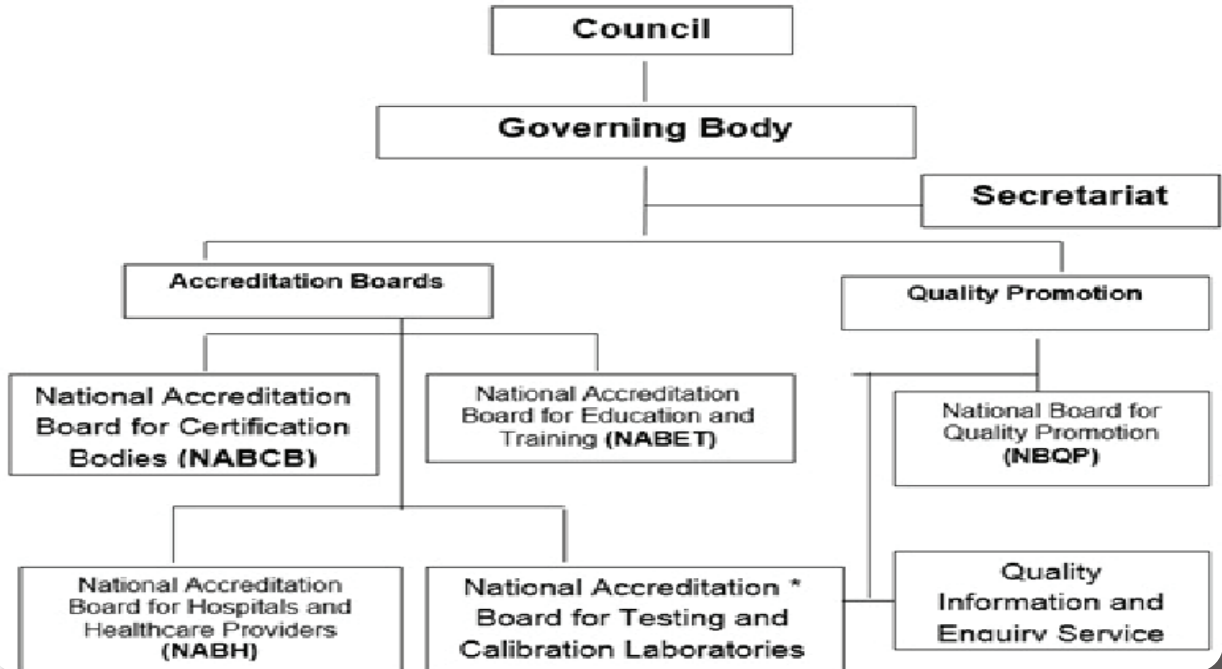 Council
Governing Body
Secretariat
Accreditation Boards
Quality Promotion
National Accreditation
Board for Certification
Bodies (NABCB)
National Accreditation
Board for Education and
Training (NABET)
National Board for
Quality Promotion
(NBQP)
National Accreditation
Board for Hospitals and
Healthcare Providers
(NABH)
National Accreditation *
Board for Testing and
Calibration Laboratories
Quality
Information and
Enquiry Service